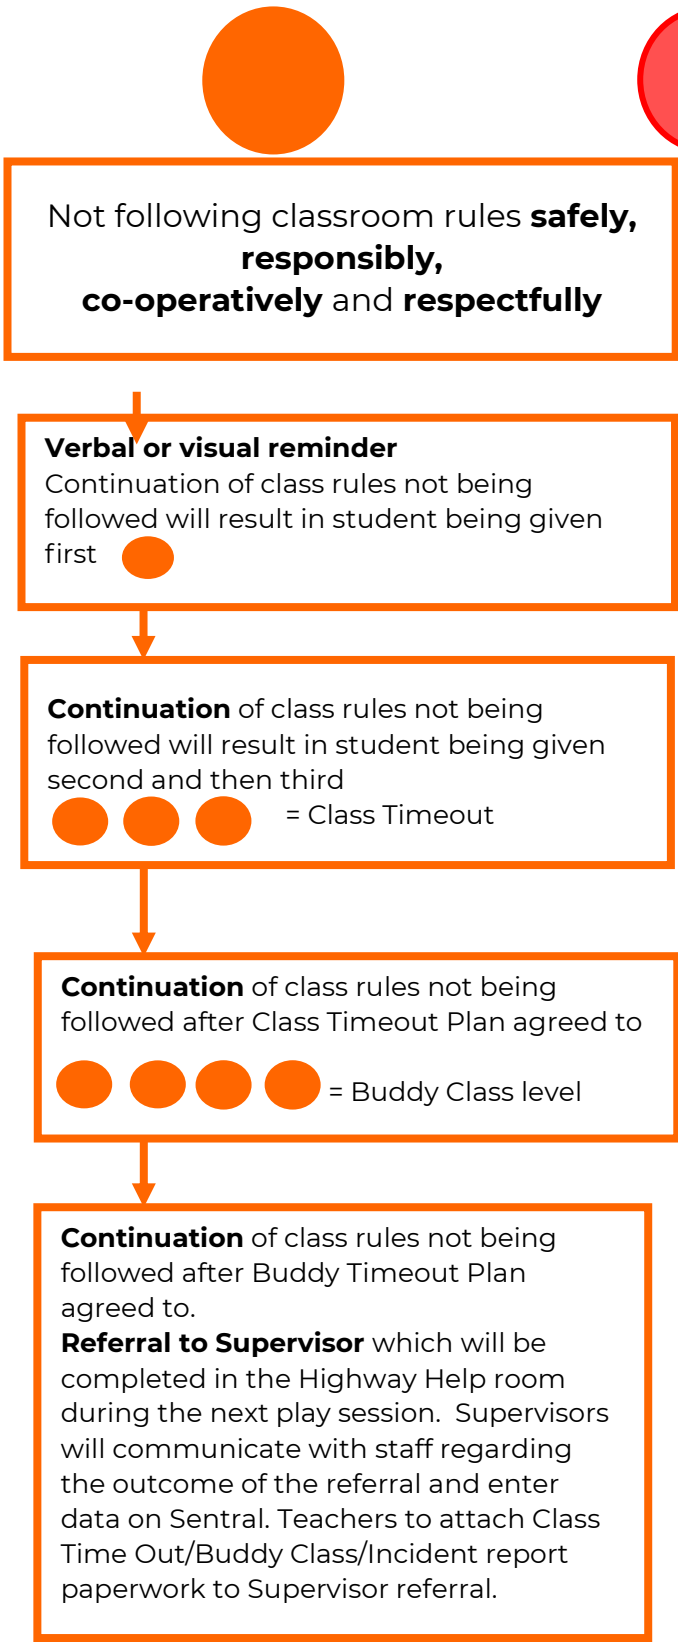 Not following classroom rules safely,
responsibly,
co-operatively and respectfully
Verbal or visual reminder
Continuation of class rules not being
followed will result in student being given
first
Continuation of class rules not being
followed will result in student being given
second and then third
= Class Timeout
Continuation of class rules not being
followed after Class Timeout Plan agreed to
= Buddy Class level
Continuation of class rules not being
followed after Buddy Timeout Plan
agreed to.
Referral to Supervisor which will be
completed in the Highway Help room
during the next play session.  Supervisors
will communicate with staff regarding
the outcome of the referral and enter
data on Sentral. Teachers to attach Class
Time Out/Buddy Class/Incident report
paperwork to Supervisor referral.